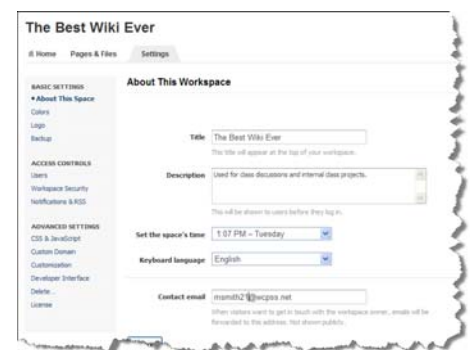 The Best Wiki Ever
Home Pages & Files Settings
BASIC SETTINGS
About This Space
Colors
Logo
Backup
ACCESS CONTROLS
Users
Workspace Security
Notifications & RSS
ADVANCED SETTINGS
CSS & JavaScript
Custom Domain
Customization
Developer Interface
Delete...
License
About This Workspace
Title The Best Wiki Ever
This title will appear at the top of your workspace.
Description Used for class discussions and internal class projects.
This will be shown to users before they log in.
Set the space's time 1:07 PM – Tuesday
Keyboard language English
Contact email msmith21@wcpss.net
When visitors want to get in touch with the workspace owner, emails will be
forwarded to this address. Not shown publicly.